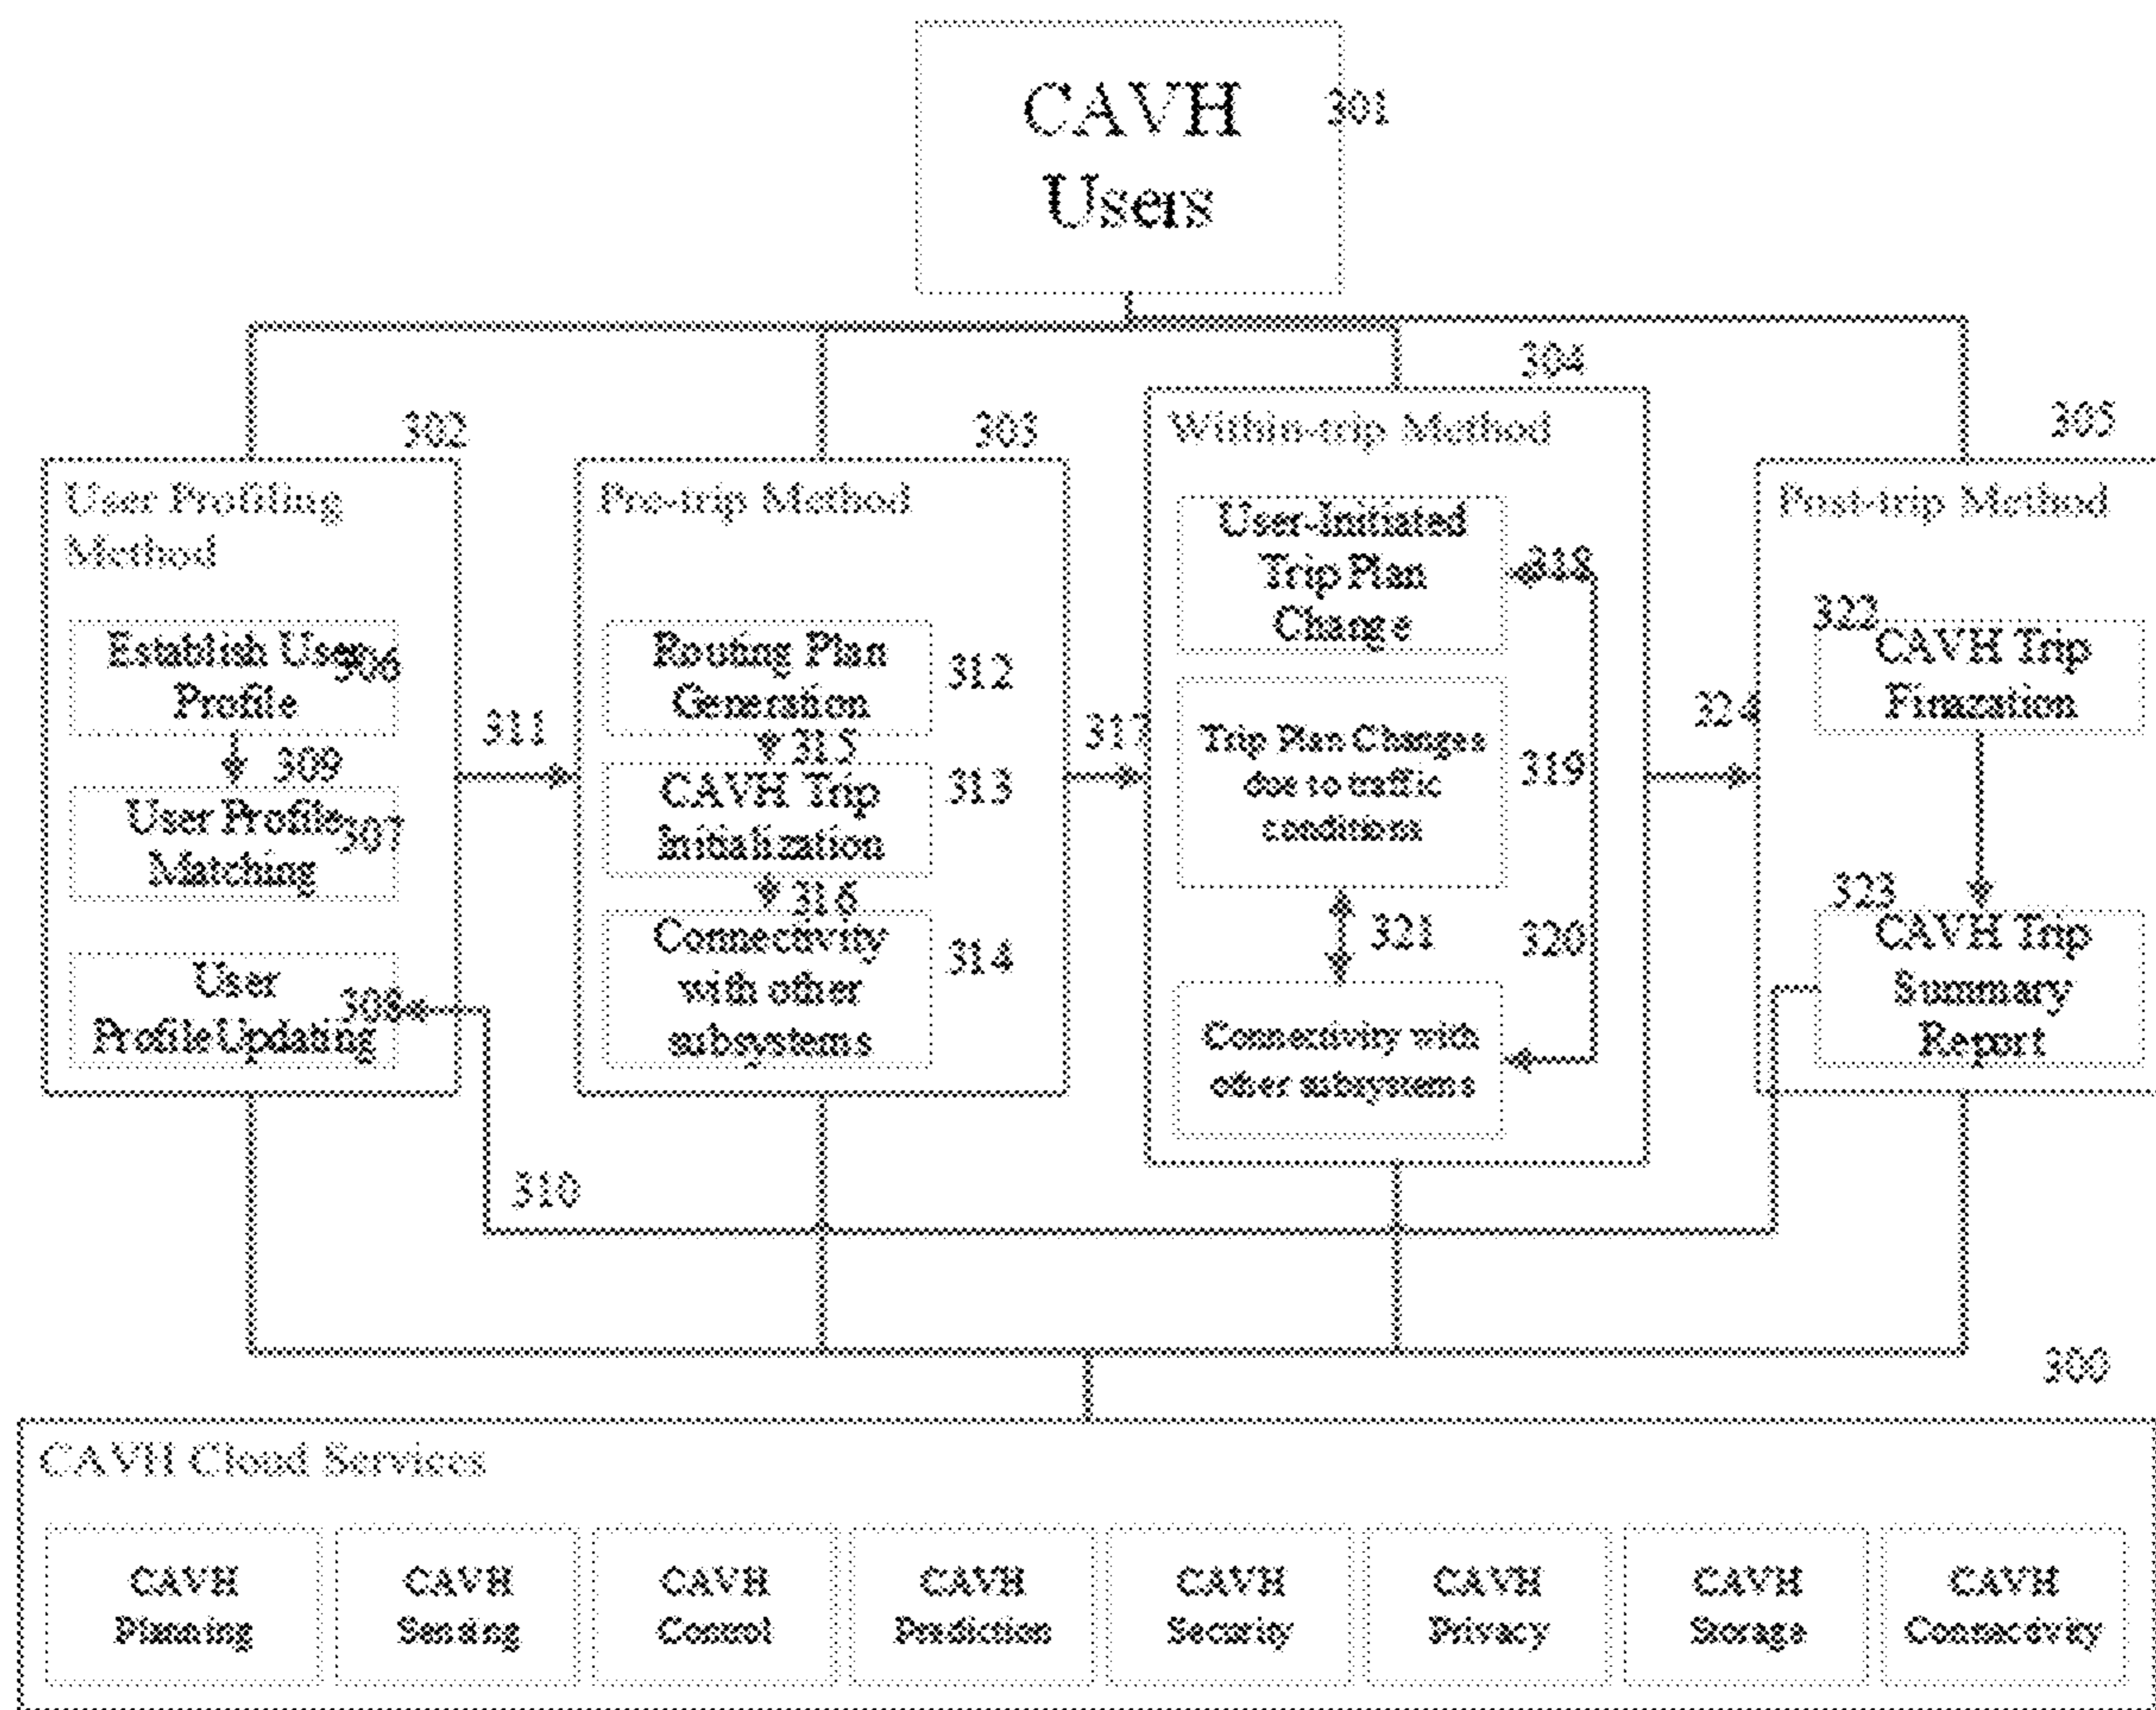 CAVH
Users
301
302
303
304
305
User Profiling
Method
Establish User
Profile
306
309
User Profile
Matching
307
User
Profile Updating
308
311
Pre-trip Method
Routing Plan
Generation
312
315
CAVH Trip
Initialization
313
316
Connectivity
with other
subsystems
314
317
Within-trip Method
User-Initiated
Trip Plan
Change
318
Trip Plan Changes
due to traffic
conditions
319
321
320
Connectivity with
other subsystems
324
Post-trip Method
322
CAVH Trip
Finazation
323
CAVH Trip
Summary
Report
310
300
CAVH Cloud Services
CAVH
Planning
CAVH
Sensing
CAVH
Control
CAVH
Prediction
CAVH
Security
CAVH
Privacy
CAVH
Storage
CAVH
Connectivity